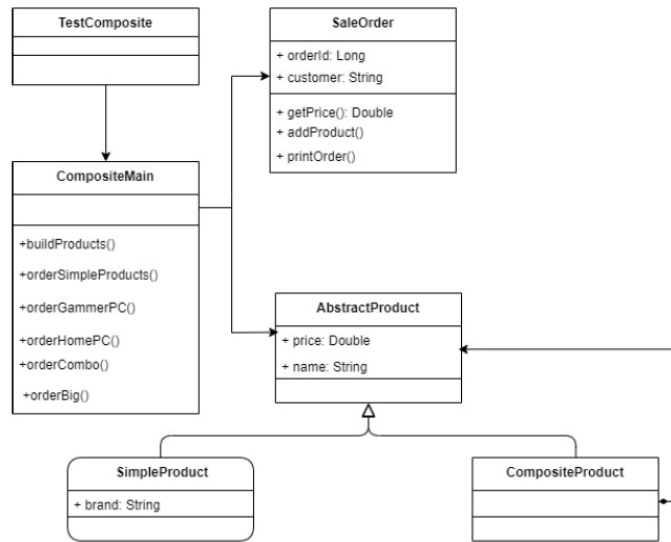 TestComposite
SaleOrder
+ orderId: Long
+ customer: String
+ getPrice(): Double
+ addProduct()
+ printOrder()
CompositeMain
+buildProducts()
+orderSimpleProducts()
+orderGammerPC()
+orderHomePC()
+orderCombo()
+orderBig()
AbstractProduct
+ price: Double
+ name: String
SimpleProduct
+ brand: String
CompositeProduct